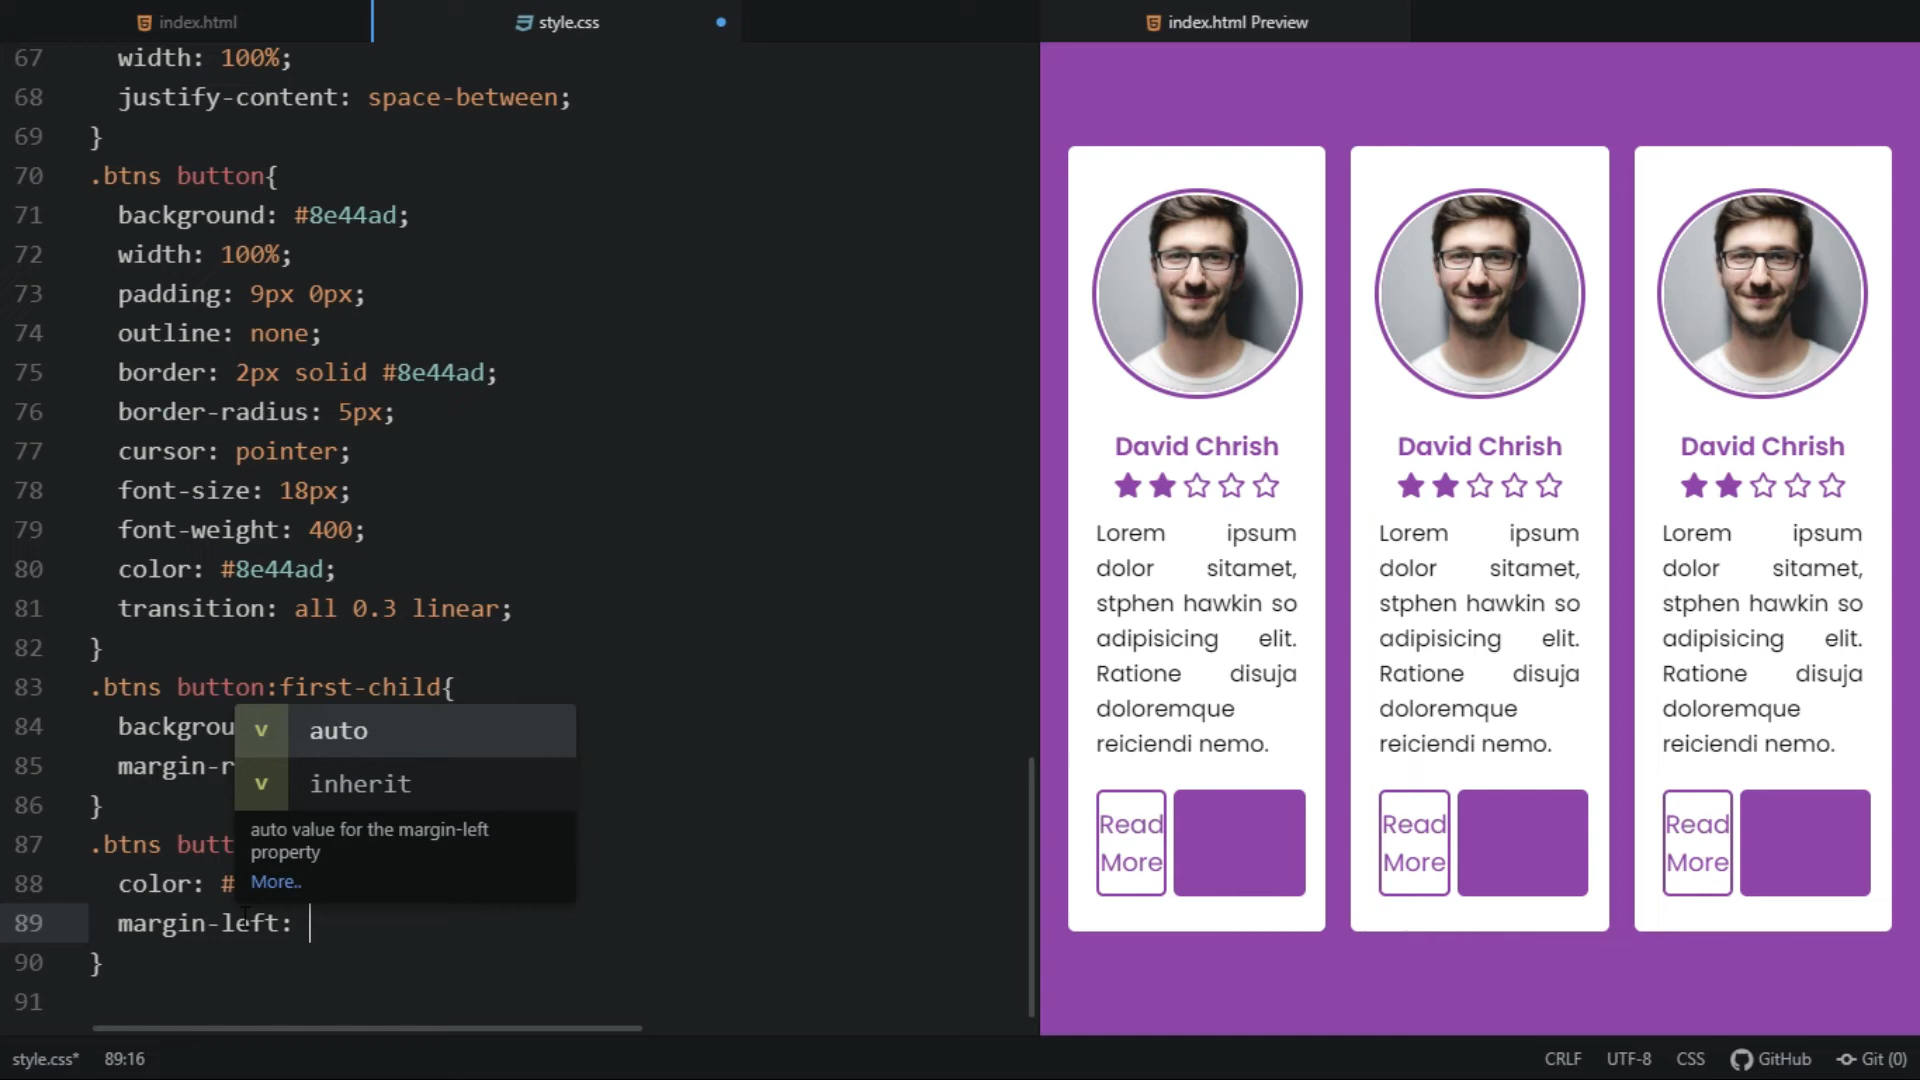 index.html
style.css
index.html Preview
67 width: 100%;
68 justify-content: space-between;
69 }
70 .btns button{
71 background: #8e44ad;
72 width: 100%;
73 padding: 9px 0px;
74 outline: none;
75 border: 2px solid #8e44ad;
76 border-radius: 5px;
77 cursor: pointer;
78 font-size: 18px;
79 font-weight: 400;
80 color: #8e44ad;
81 transition: all 0.3 linear;
82 }
83 .btns button:first-child{
84 backgrou
85 margin-r
86 }
87 .btns butt
88 color: #
89 margin-left:
90 }
91
v auto
v inherit
auto value for the margin-left
property
More..
David Chrish
Lorem ipsum
dolor sitamet,
stphen hawkin so
adipisicing elit.
Ratione disuja
doloremque
reiciendi nemo.
Read
More
David Chrish
Lorem ipsum
dolor sitamet,
stphen hawkin so
adipisicing elit.
Ratione disuja
doloremque
reiciendi nemo.
Read
More
David Chrish
Lorem ipsum
dolor sitamet,
stphen hawkin so
adipisicing elit.
Ratione disuja
doloremque
reiciendi nemo.
Read
More
style.css* 89:16
CRLF UTF-8 CSS GitHub Git (0)